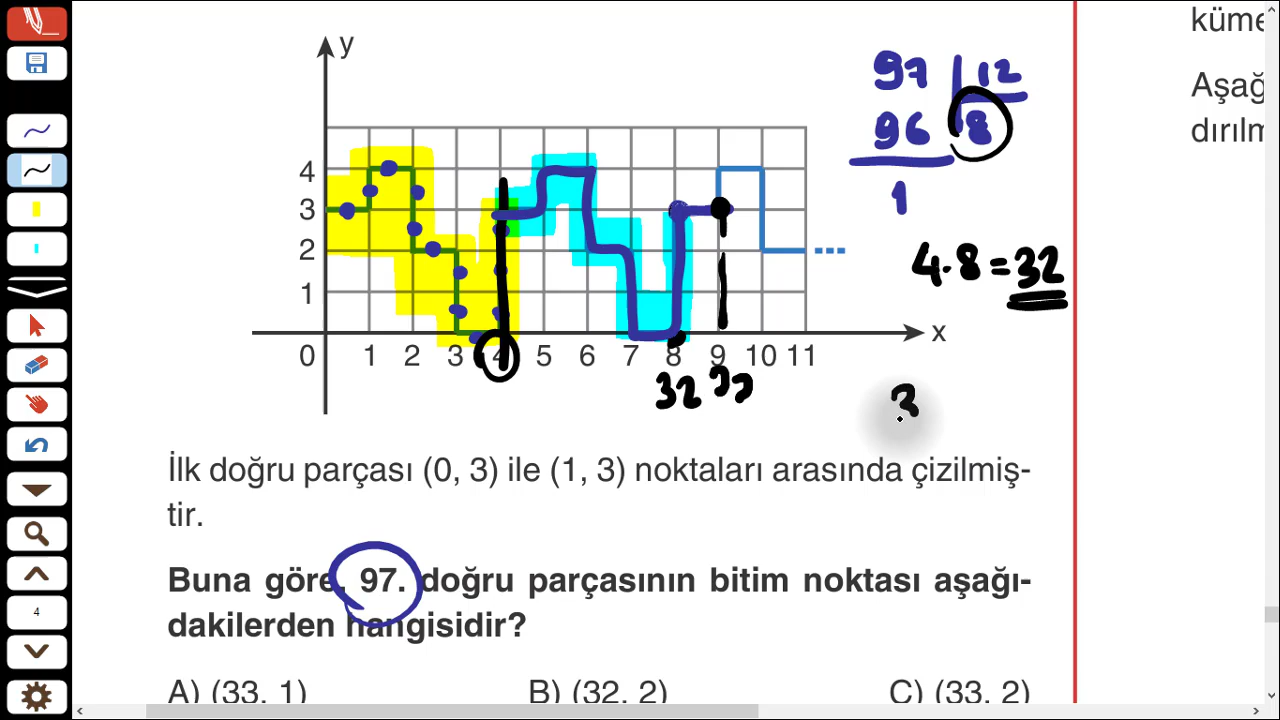 küme
Aşağ
dırılm
y
97 12
96 8
1
4.8=32
4
3
2
1
0 1 2 3 4 5 6 7 8 9 10 11
x
32 33
3
İlk doğru parçası (0, 3) ile (1, 3) noktaları arasında çizilmiş-
tir.
Buna göre, 97. doğru parçasının bitim noktası aşağı-
dakilerden hangisidir?
A) (33, 1) B) (32, 2) C) (33, 2)
4